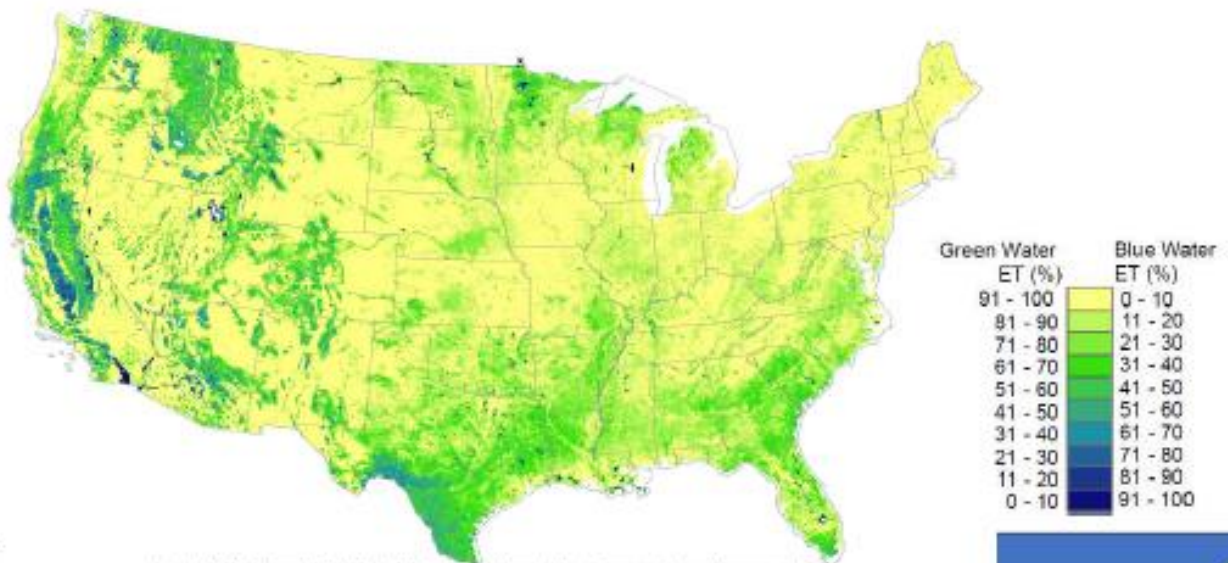 Green Water Blue Water
ET (%) ET (%)
91 - 100 0 - 10
81 - 90 11 - 20
71 - 80 21 - 30
61 - 70 31 - 40
51 - 60 41 - 50
41 - 50 51 - 60
31 - 40 61 - 70
21 - 30 71 - 80
11 - 20 81 - 90
0 - 10 91 - 100